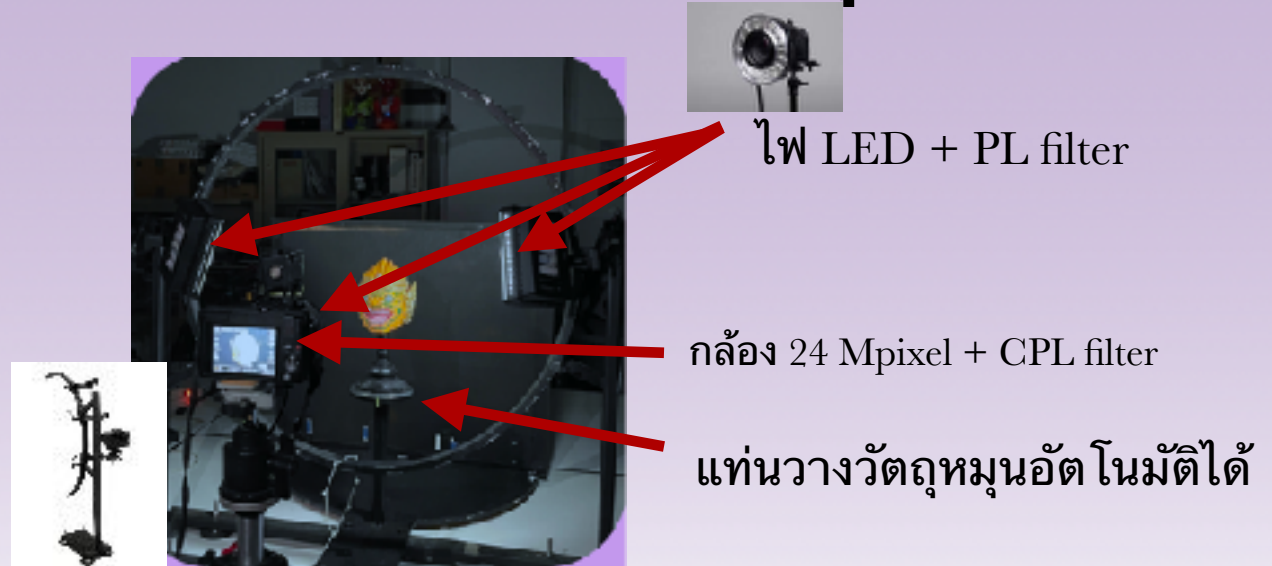 ไฟ LED + PL filter
กล้อง 24 Mpixel + CPL filter
แท่นวางวัตถุหมุนอัตโนมัติได้